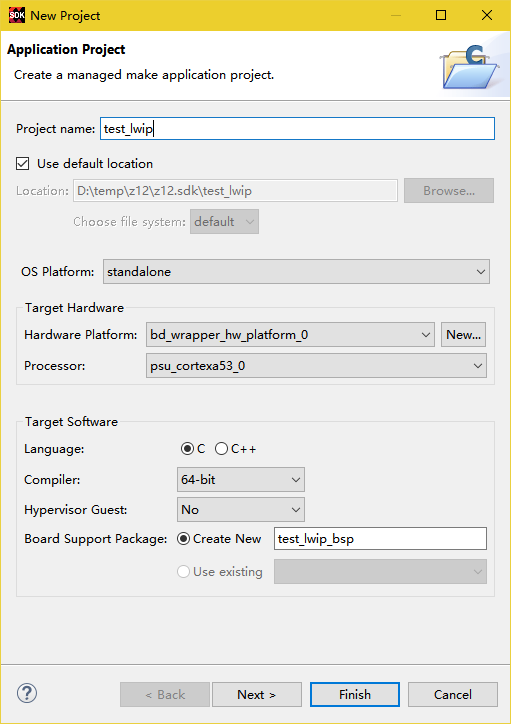 SDK New Project
Application Project
Create a managed make application project.
Project name: test_lwip
Use default location
Location: D:\temp\z12\z12.sdk\test_lwip Browse...
Choose file system: default
OS Platform: standalone
Target Hardware
Hardware Platform: bd_wrapper_hw_platform_0 New...
Processor: psu_cortexa53_0
Target Software
Language: C C++
Compiler: 64-bit
Hypervisor Guest: No
Board Support Package: Create New test_lwip_bsp
Use existing
? < Back Next > Finish Cancel